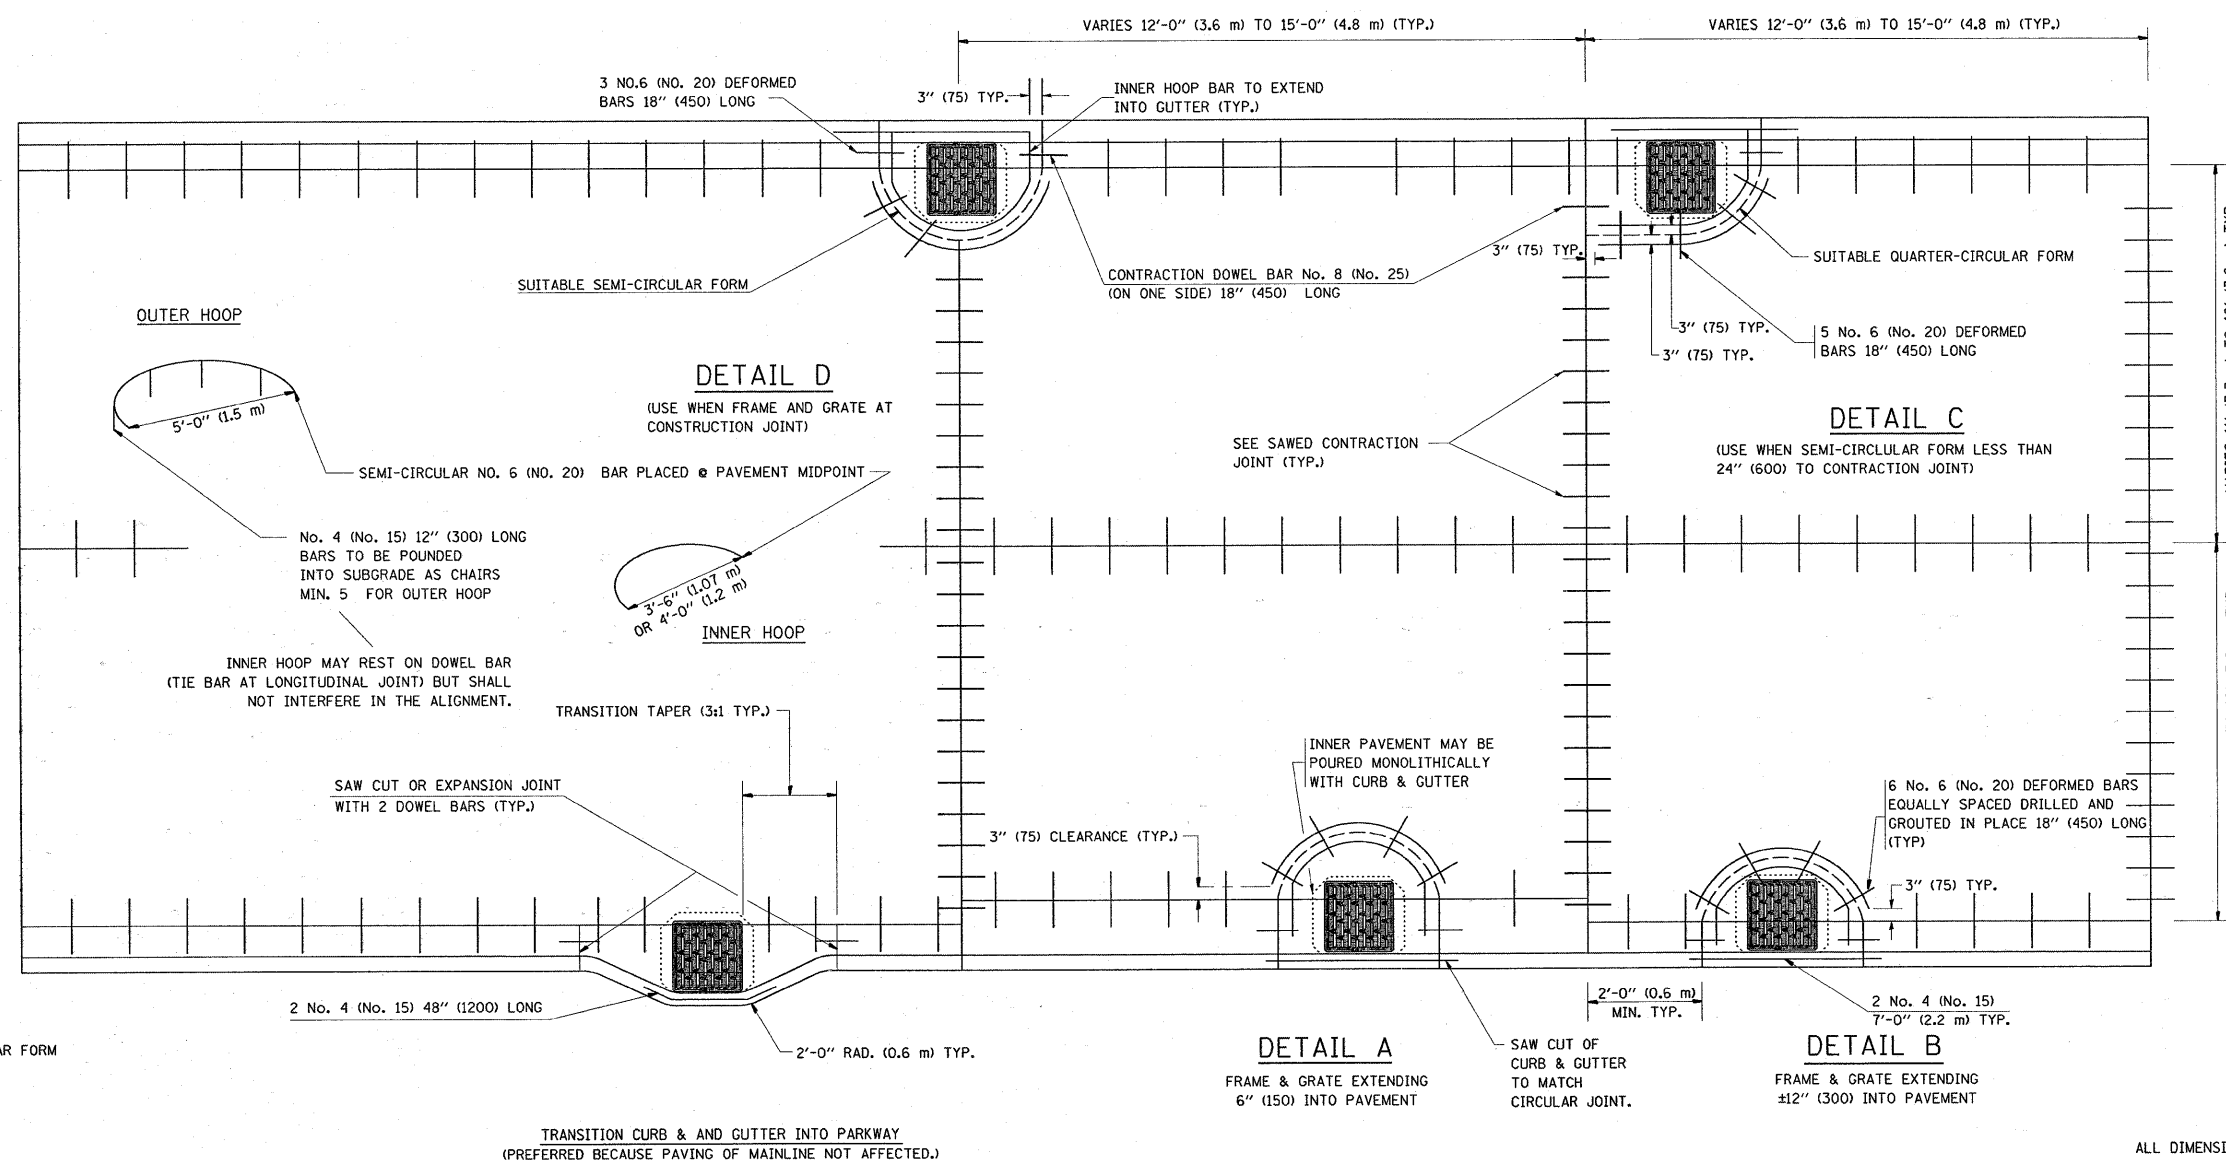 VARIES 12'-0" (3.6 m) TO 15'-0" (4.8 m) (TYP.)
VARIES 12'-0" (3.6 m) TO 15'-0" (4.8 m) (TYP.)
3 NO.6 (NO. 20) DEFORMED
BARS 18" (450) LONG
3" (75) TYP.
INNER HOOP BAR TO EXTEND
INTO GUTTER (TYP.)
SUITABLE SEMI-CIRCULAR FORM
CONTRACTION DOWEL BAR No. 8 (No. 25)
(ON ONE SIDE) 18" (450) LONG
3" (75) TYP.
SUITABLE QUARTER-CIRCULAR FORM
3" (75) TYP.
3" (75) TYP.
5 No. 6 (No. 20) DEFORMED
BARS 18" (450) LONG
OUTER HOOP
5'-0" (1.5 m)
DETAIL D
(USE WHEN FRAME AND GRATE AT
CONSTRUCTION JOINT)
SEMI-CIRCULAR NO. 6 (NO. 20) BAR PLACED @ PAVEMENT MIDPOINT
SEE SAWED CONTRACTION
JOINT (TYP.)
DETAIL C
(USE WHEN SEMI-CIRCLULAR FORM LESS THAN
24" (600) TO CONTRACTION JOINT)
No. 4 (No. 15) 12" (300) LONG
BARS TO BE POUNDED
INTO SUBGRADE AS CHAIRS
MIN. 5 FOR OUTER HOOP
3'-6" (1.07 m)
OR 4'-0" (1.2 m)
INNER HOOP
INNER HOOP MAY REST ON DOWEL BAR
(TIE BAR AT LONGITUDINAL JOINT) BUT SHALL
NOT INTERFERE IN THE ALIGNMENT.
TRANSITION TAPER (3:1 TYP.)
SAW CUT OR EXPANSION JOINT
WITH 2 DOWEL BARS (TYP.)
INNER PAVEMENT MAY BE
POURED MONOLITHICALLY
WITH CURB & GUTTER
3" (75) CLEARANCE (TYP.)
6 No. 6 (No. 20) DEFORMED BARS
EQUALLY SPACED DRILLED AND
GROUTED IN PLACE 18" (450) LONG
(TYP)
3" (75) TYP.
2 No. 4 (No. 15) 48" (1200) LONG
2'-0" RAD. (0.6 m) TYP.
2'-0" (0.6 m)
MIN. TYP.
2 No. 4 (No. 15)
7'-0" (2.2 m) TYP.
AR FORM
DETAIL A
FRAME & GRATE EXTENDING
6" (150) INTO PAVEMENT
SAW CUT OF
CURB & GUTTER
TO MATCH
CIRCULAR JOINT.
DETAIL B
FRAME & GRATE EXTENDING
±12" (300) INTO PAVEMENT
TRANSITION CURB & AND GUTTER INTO PARKWAY
(PREFERRED BECAUSE PAVING OF MAINLINE NOT AFFECTED.)
ALL DIMENSI